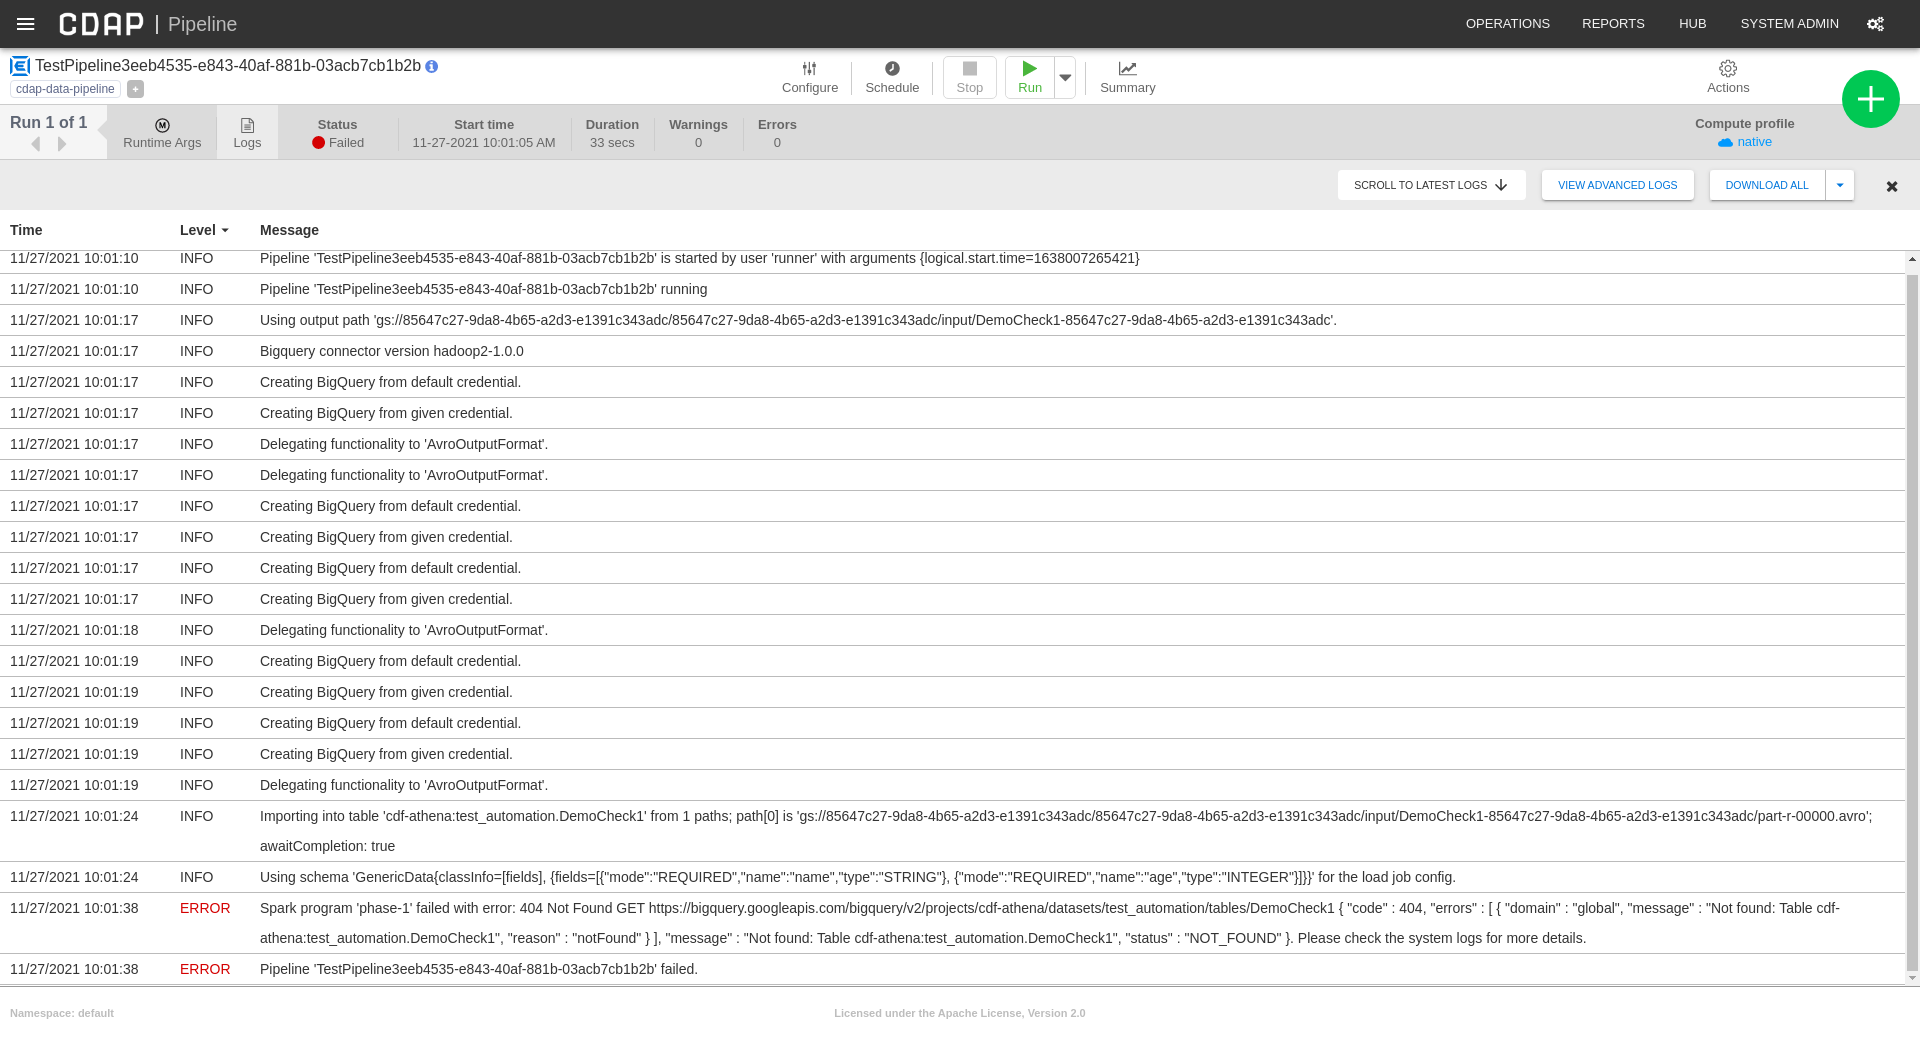 CDAP | Pipeline
OPERATIONS REPORTS HUB SYSTEM ADMIN
TestPipeline3eeb4535-e843-40af-881b-03acb7cb1b2b
cdap-data-pipeline +
Configure Schedule Stop Run Summary Actions
Run 1 of 1
Runtime Args Logs
Status Start time Duration Warnings Errors Compute profile
Failed 11-27-2021 10:01:05 AM 33 secs 0 0 native
SCROLL TO LATEST LOGS VIEW ADVANCED LOGS DOWNLOAD ALL
Time Level Message
11/27/2021 10:01:10 INFO Pipeline 'TestPipeline3eeb4535-e843-40af-881b-03acb7cb1b2b' is started by user 'runner' with arguments {logical.start.time=1638007265421}
11/27/2021 10:01:10 INFO Pipeline 'TestPipeline3eeb4535-e843-40af-881b-03acb7cb1b2b' running
11/27/2021 10:01:17 INFO Using output path 'gs://85647c27-9da8-4b65-a2d3-e1391c343adc/85647c27-9da8-4b65-a2d3-e1391c343adc/input/DemoCheck1-85647c27-9da8-4b65-a2d3-e1391c343adc'.
11/27/2021 10:01:17 INFO Bigquery connector version hadoop2-1.0.0
11/27/2021 10:01:17 INFO Creating BigQuery from default credential.
11/27/2021 10:01:17 INFO Creating BigQuery from given credential.
11/27/2021 10:01:17 INFO Delegating functionality to 'AvroOutputFormat'.
11/27/2021 10:01:17 INFO Delegating functionality to 'AvroOutputFormat'.
11/27/2021 10:01:17 INFO Creating BigQuery from default credential.
11/27/2021 10:01:17 INFO Creating BigQuery from given credential.
11/27/2021 10:01:17 INFO Creating BigQuery from default credential.
11/27/2021 10:01:17 INFO Creating BigQuery from given credential.
11/27/2021 10:01:18 INFO Delegating functionality to 'AvroOutputFormat'.
11/27/2021 10:01:19 INFO Creating BigQuery from default credential.
11/27/2021 10:01:19 INFO Creating BigQuery from given credential.
11/27/2021 10:01:19 INFO Creating BigQuery from default credential.
11/27/2021 10:01:19 INFO Creating BigQuery from given credential.
11/27/2021 10:01:19 INFO Delegating functionality to 'AvroOutputFormat'.
11/27/2021 10:01:24 INFO Importing into table 'cdf-athena:test_automation.DemoCheck1' from 1 paths; path[0] is 'gs://85647c27-9da8-4b65-a2d3-e1391c343adc/85647c27-9da8-4b65-a2d3-e1391c343adc/input/DemoCheck1-85647c27-9da8-4b65-a2d3-e1391c343adc/part-r-00000.avro';
awaitCompletion: true
11/27/2021 10:01:24 INFO Using schema 'GenericData{classInfo=[fields], {fields=[{"mode":"REQUIRED","name":"name","type":"STRING"}, {"mode":"REQUIRED","name":"age","type":"INTEGER"}]}}' for the load job config.
11/27/2021 10:01:38 ERROR Spark program 'phase-1' failed with error: 404 Not Found GET https://bigquery.googleapis.com/bigquery/v2/projects/cdf-athena/datasets/test_automation/tables/DemoCheck1 { "code" : 404, "errors" : [ { "domain" : "global", "message" : "Not found: Table cdf-
athena:test_automation.DemoCheck1", "reason" : "notFound" } ], "message" : "Not found: Table cdf-athena:test_automation.DemoCheck1", "status" : "NOT_FOUND" }. Please check the system logs for more details.
11/27/2021 10:01:38 ERROR Pipeline 'TestPipeline3eeb4535-e843-40af-881b-03acb7cb1b2b' failed.
Namespace: default Licensed under the Apache License, Version 2.0